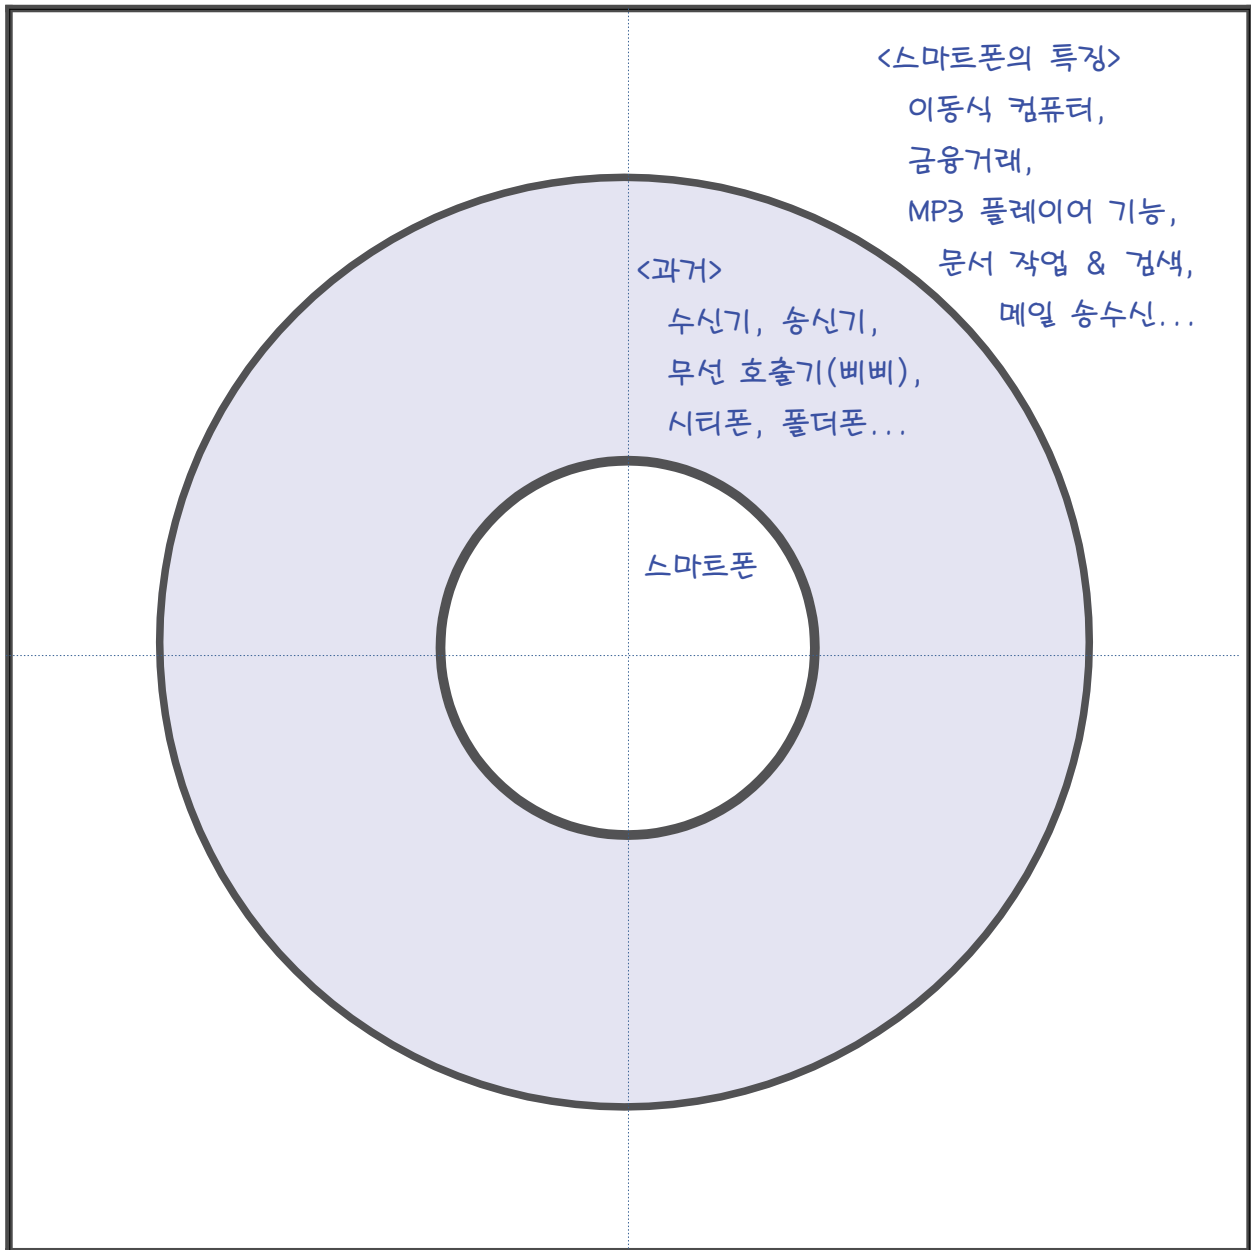 <스마트폰의 특징>
이동식 컴퓨터,
금융거래,
MP3 플레이어 기능,
문서 작업 & 검색,
메일 송수신...
<과거>
수신기, 송신기,
무선 호출기(삐삐),
시티폰, 폴더폰...
스마트폰